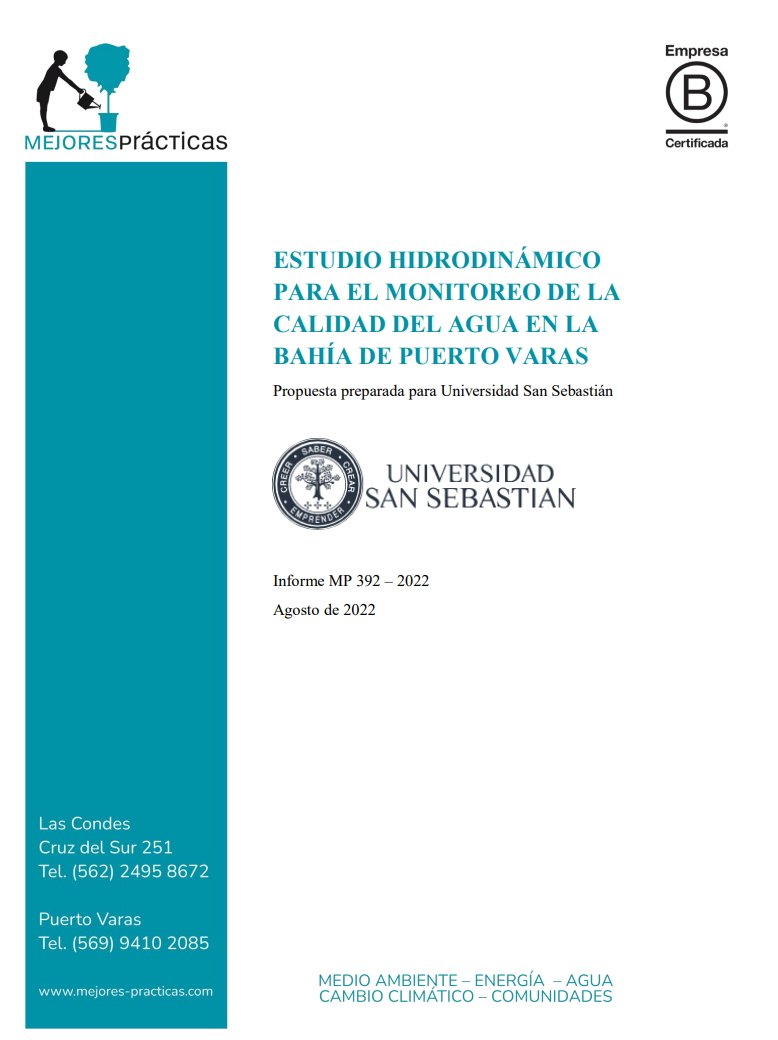 MEJORESPrácticas
Empresa
B
®
Certificada
ESTUDIO HIDRODINÁMICO
PARA EL MONITOREO DE LA
CALIDAD DEL AGUA EN LA
BAHÍA DE PUERTO VARAS
Propuesta preparada para Universidad San Sebastián
CREER • SABER • CREAR • EMPRENDER
UNIVERSIDAD
SAN SEBASTIAN
Informe MP 392 – 2022
Agosto de 2022
Las Condes
Cruz del Sur 251
Tel. (562) 2495 8672
Puerto Varas
Tel. (569) 9410 2085
www.mejores-practicas.com
MEDIO AMBIENTE – ENERGÍA – AGUA
CAMBIO CLIMÁTICO – COMUNIDADES